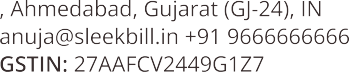 , Ahmedabad, Gujarat (GJ-24), IN
anuja@sleekbill.in +91 9666666666
GSTIN: 27AAFCV2449G1Z7